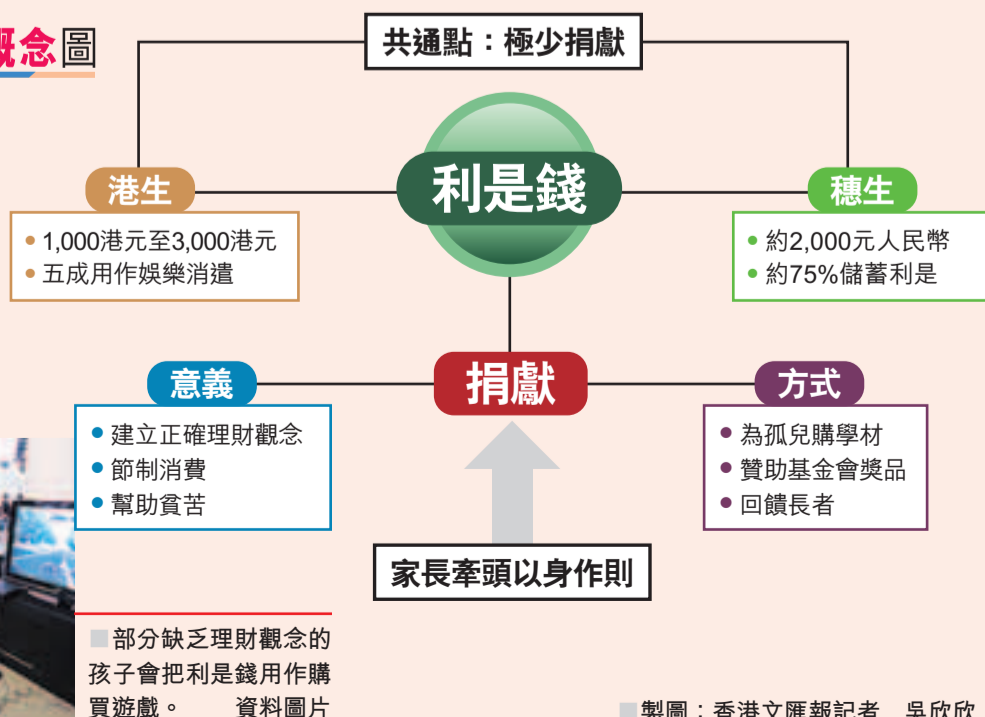 概念圖
共通點：極少捐獻
利是錢
港生
• 1,000港元至3,000港元
• 五成用作娛樂消遣
穗生
• 約2,000元人民幣
• 約75%儲蓄利是
捐獻
意義
• 建立正確理財觀念
• 節制消費
• 幫助貧苦
方式
• 為孤兒購學材
• 贊助基金會獎品
• 回饋長者
家長牽頭以身作則
■部分缺乏理財觀念的
孩子會把利是錢用作購
買遊戲。 資料圖片
■製圖：香港文匯報記者 吳欣欣